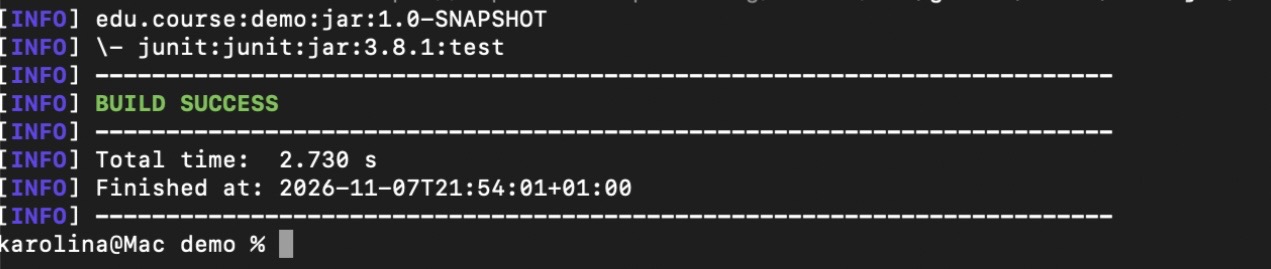 [INFO] edu.course:demo:jar:1.0-SNAPSHOT
[INFO] \- junit:junit:jar:3.8.1:test
[INFO] ------------------------------------------------------------------------
[INFO] BUILD SUCCESS
[INFO] ------------------------------------------------------------------------
[INFO] Total time:  2.730 s
[INFO] Finished at: 2026-11-07T21:54:01+01:00
[INFO] ------------------------------------------------------------------------
karolina@Mac demo %